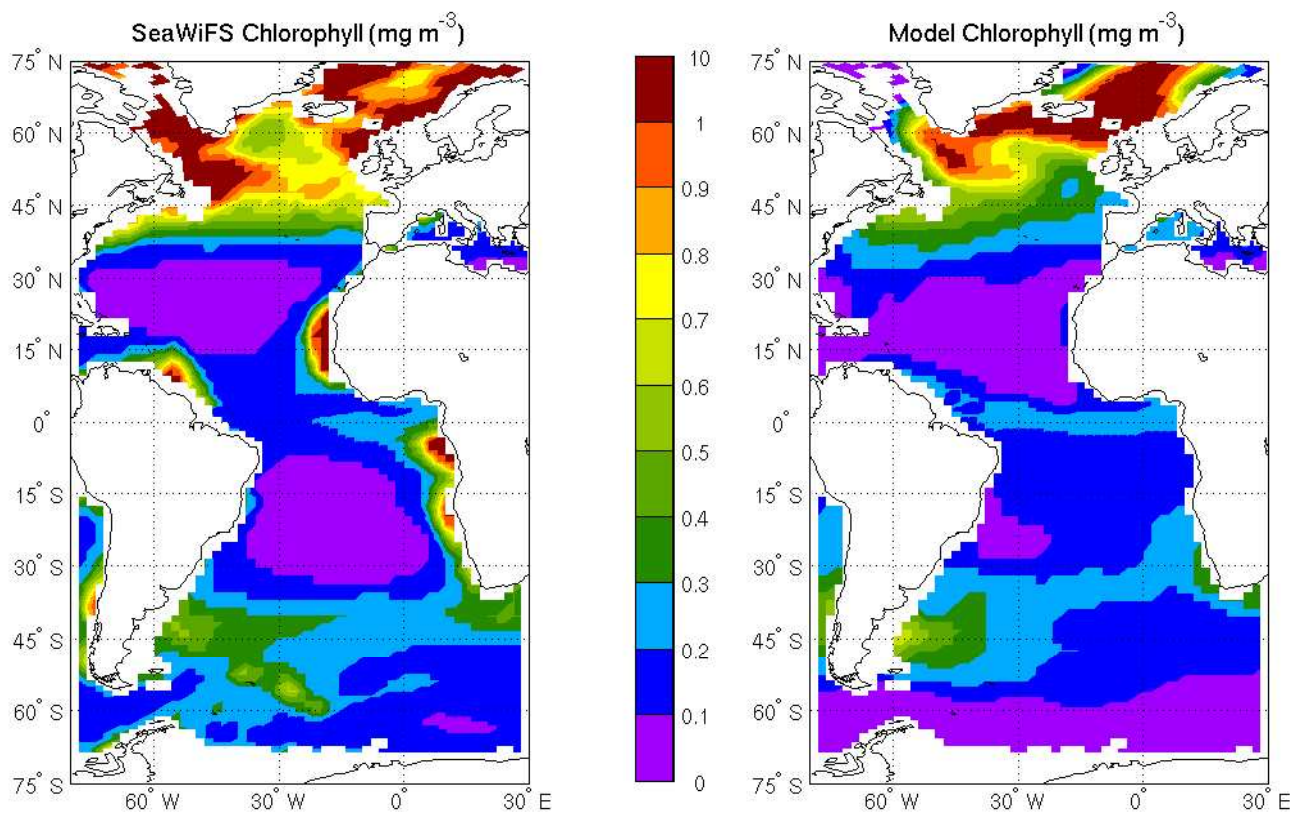 SeaWiFS Chlorophyll (mg m⁻³)
75° N
60° N
45° N
30° N
15° N
0°
15° S
30° S
45° S
60° S
75° S
60 W
30 W
0
30 E
10
1
0.9
0.8
0.7
0.6
0.5
0.4
0.3
0.2
0.1
0
Model Chlorophyll (mg m⁻³)
75° N
60° N
45° N
30° N
15° N
0°
15° S
30° S
45° S
60° S
75° S
60 W
30 W
0
30 E